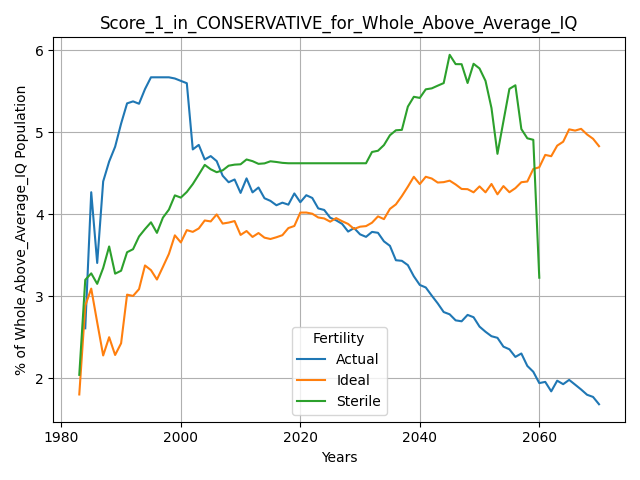 Score_1_in_CONSERVATIVE_for_Whole_Above_Average_IQ
% of Whole Above_Average_IQ Population
6
5
4
3
2
Fertility
Actual
Ideal
Sterile
1980
2000
2020
2040
2060
Years